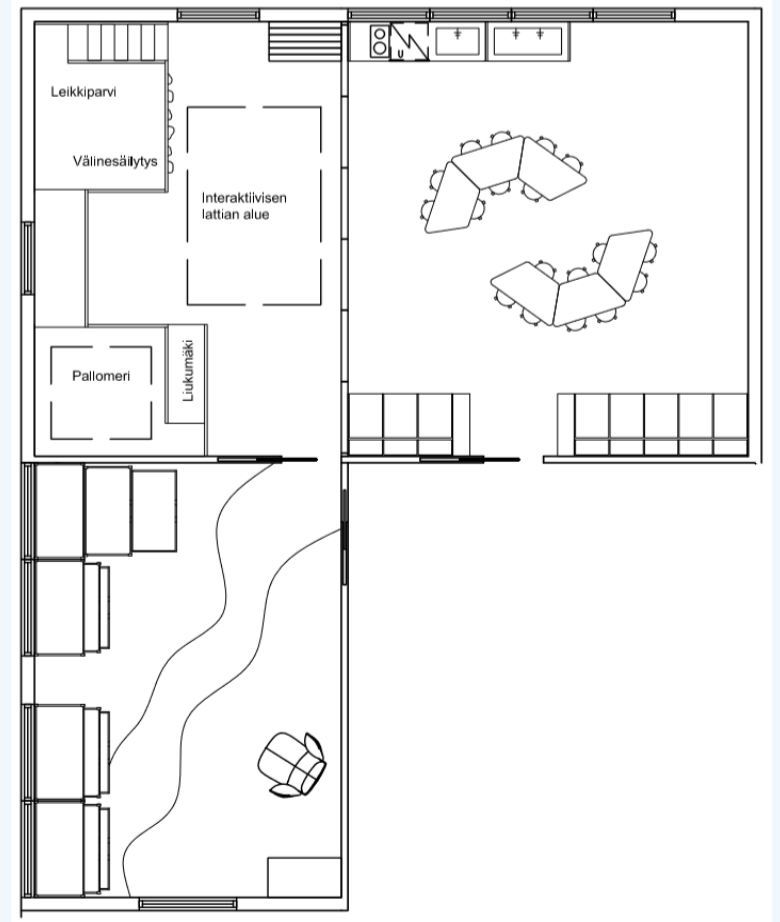 Leikkiparvi
Välinesäilytys
Interaktiivisen
lattian alue
Pallomeri
Liukumäki
U